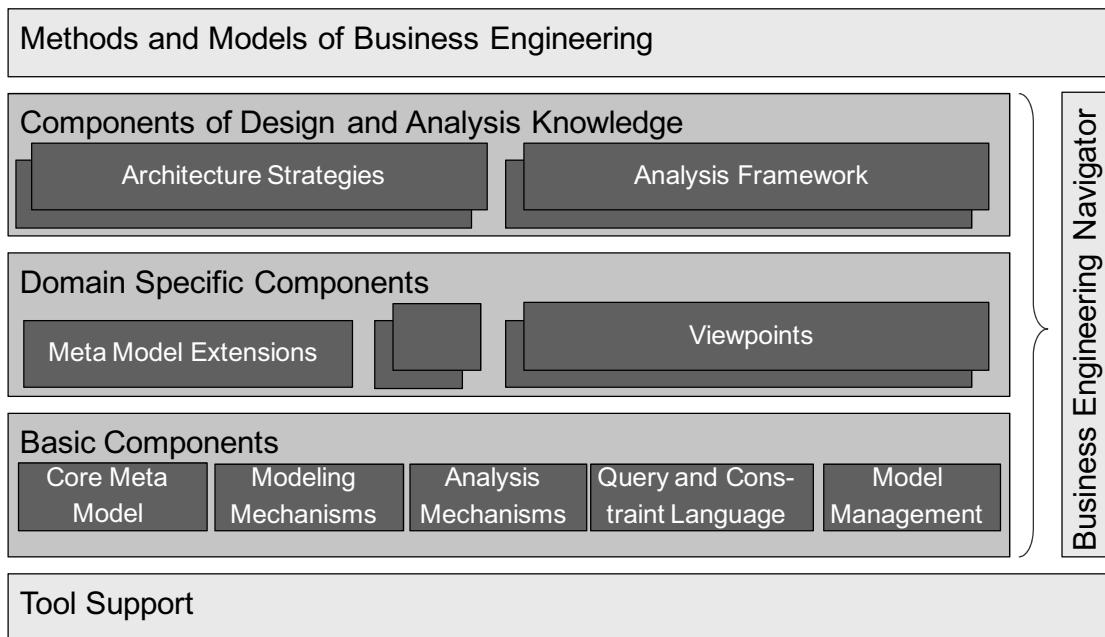 Methods and Models of Business Engineering
Components of Design and Analysis Knowledge
Architecture Strategies
Analysis Framework
Domain Specific Components
Meta Model Extensions
Viewpoints
Basic Components
Core Meta
Model
Modeling
Mechanisms
Analysis
Mechanisms
Query and Cons-
traint Language
Model
Management
Business Engineering Navigator
Tool Support